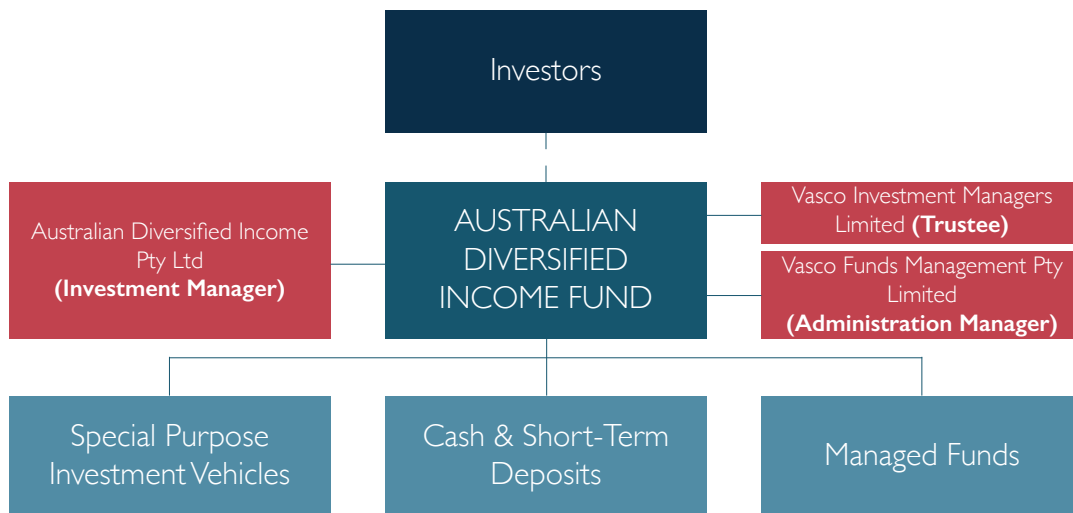 Investors
Australian Diversified Income
Pty Ltd
(Investment Manager)
AUSTRALIAN
DIVERSIFIED
INCOME FUND
Vasco Investment Managers
Limited (Trustee)
Vasco Funds Management Pty
Limited
(Administration Manager)
Special Purpose
Investment Vehicles
Cash & Short-Term
Deposits
Managed Funds